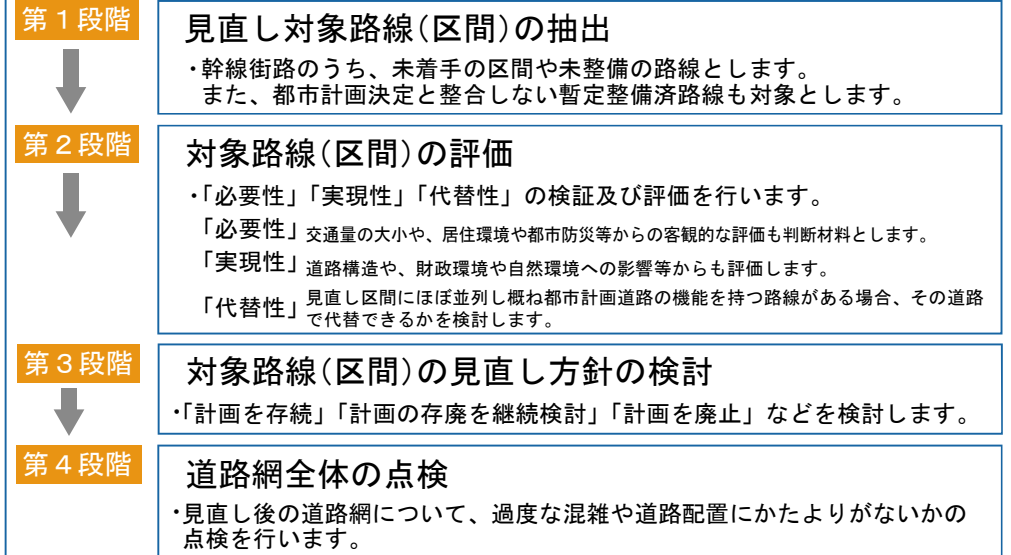 第１段階
見直し対象路線(区間)の抽出
・幹線街路のうち、未着手の区間や未整備の路線とします。
また、都市計画決定と整合しない暫定整備済路線も対象とします。
第２段階
対象路線(区間)の評価
・「必要性」「実現性」「代替性」の検証及び評価を行います。
「必要性」交通量の大小や、居住環境や都市防災等からの客観的な評価も判断材料とします。
「実現性」道路構造や、財政環境や自然環境への影響等からも評価します。
「代替性」見直し区間にほぼ並列し概ね都市計画道路の機能を持つ路線がある場合、その道路
で代替できるかを検討します。
第３段階
対象路線(区間)の見直し方針の検討
・「計画を存続」「計画の存廃を継続検討」「計画を廃止」などを検討します。
第４段階
道路網全体の点検
・見直し後の道路網について、過度な混雑や道路配置にかたよりがないかの
点検を行います。